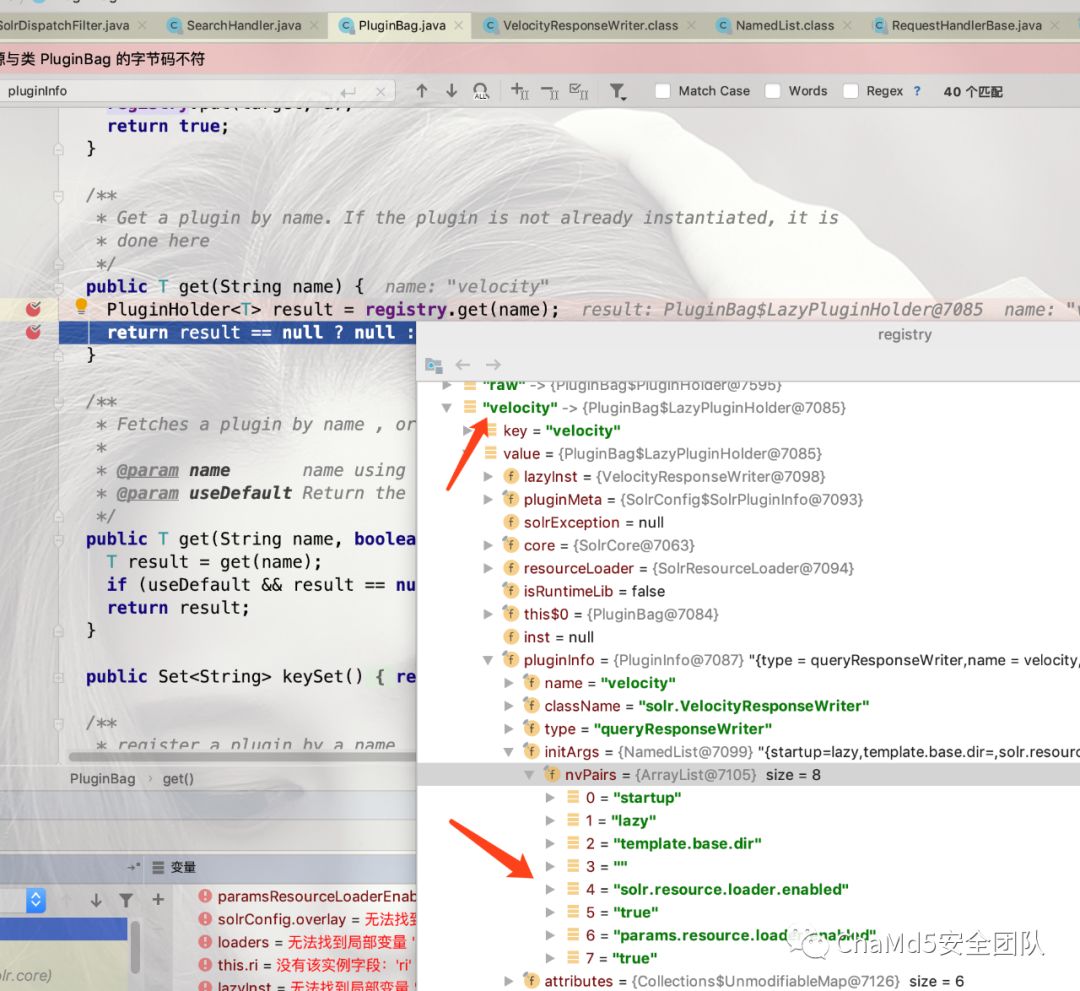 SolrDispatchFilter.java
SearchHandler.java
PluginBag.java
VelocityResponseWriter.class
NamedList.class
RequestHandlerBase.java
源与类 PluginBag 的字节码不符
pluginInfo
Match Case
Words
Regex
?
40 个匹配
return true;
}
/**
* Get a plugin by name. If the plugin is not already instantiated, it is
* done here
*/
public T get(String name) { name: "velocity"
PluginHolder<T> result = registry.get(name); result: PluginBag$LazyPluginHolder@7085 name: "
return result == null ? null :
}
/**
* Fetches a plugin by name , or
*
* @param name name using
* @param useDefault Return the
*/
public T get(String name, boolea
T result = get(name);
if (useDefault && result == nu
return result;
}
public Set<String> keySet() { re
/**
* register a plugin by a name
PluginBag › get()
registry
"raw" -> {PluginBag$PluginHolder@7595}
"velocity" -> {PluginBag$LazyPluginHolder@7085}
key = "velocity"
value = {PluginBag$LazyPluginHolder@7085}
lazyInst = {VelocityResponseWriter@7098}
pluginMeta = {SolrConfig$SolrPluginInfo@7093}
solrException = null
core = {SolrCore@7063}
resourceLoader = {SolrResourceLoader@7094}
isRuntimeLib = false
this$0 = {PluginBag@7084}
inst = null
pluginInfo = {PluginInfo@7087} "{type = queryResponseWriter,name = velocity,
name = "velocity"
className = "solr.VelocityResponseWriter"
type = "queryResponseWriter"
initArgs = {NamedList@7099} "{startup=lazy,template.base.dir=,solr.resourc
nvPairs = {ArrayList@7105} size = 8
0 = "startup"
1 = "lazy"
2 = "template.base.dir"
3 = ""
4 = "solr.resource.loader.enabled"
5 = "true"
6 = "params.resource.loader.enabled"
7 = "true"
attributes = {Collections$UnmodifiableMap@7126} size = 6
变量
paramsResourceLoaderEnab
solrConfig.overlay = 无法找到
loaders = 无法找到局部变量 '
this.ri = 没有该实例字段: 'ri'
lazyInst = 无法找到局部变量 '
lr.core)
ChaMd5安全团队